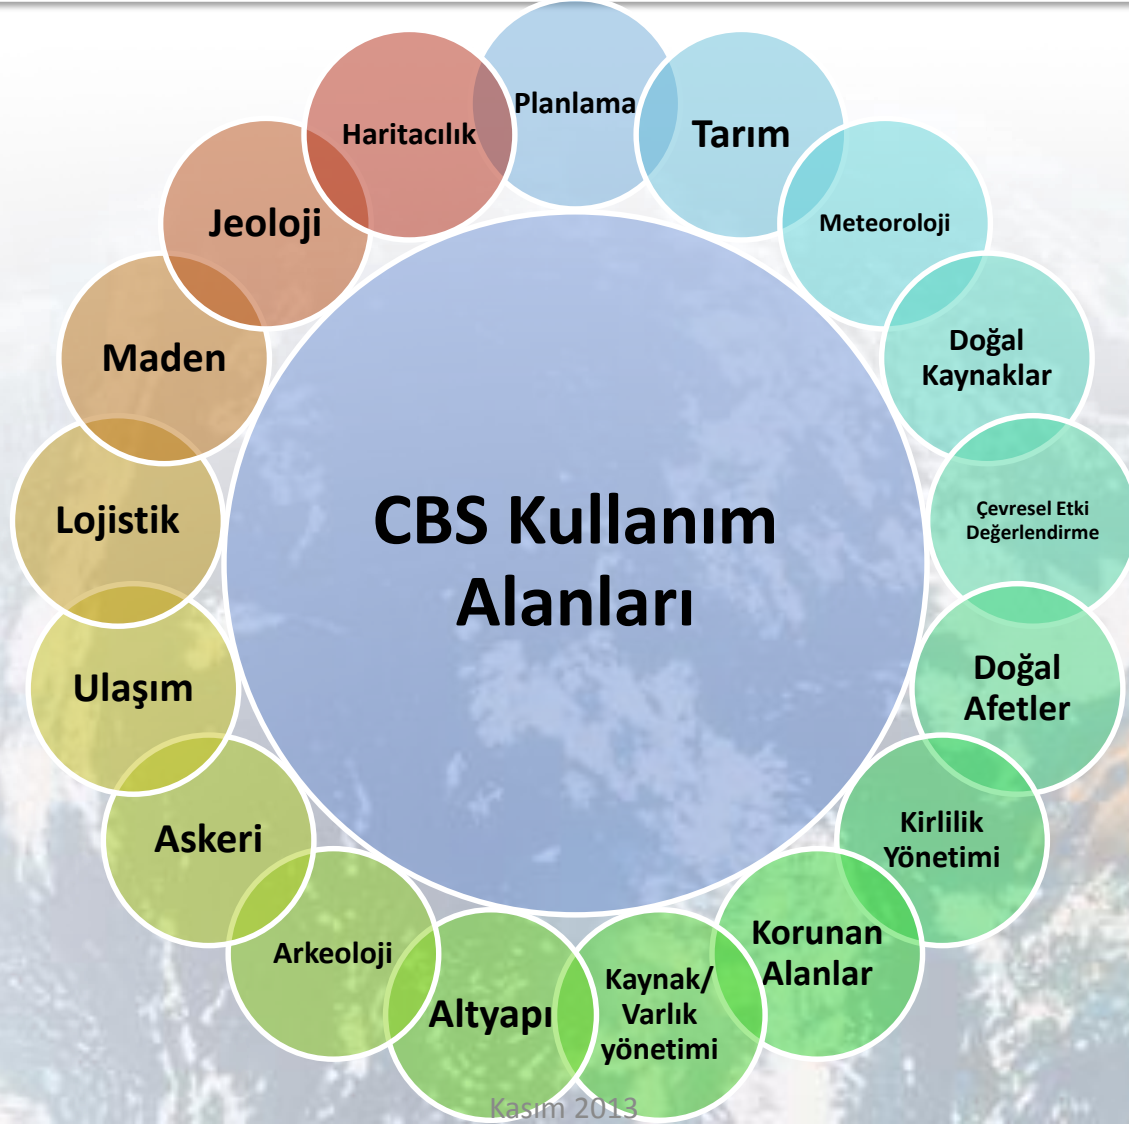 Planlama
Tarım
Meteoroloji
Doğal
Kaynaklar
Çevresel Etki
Değerlendirme
Doğal
Afetler
Kirlilik
Yönetimi
Korunan
Alanlar
Kaynak/
Varlık
yönetimi
Altyapı
Arkeoloji
Askeri
Ulaşım
Lojistik
Maden
Jeoloji
Haritacılık
CBS Kullanım
Alanları
Kasım 2013